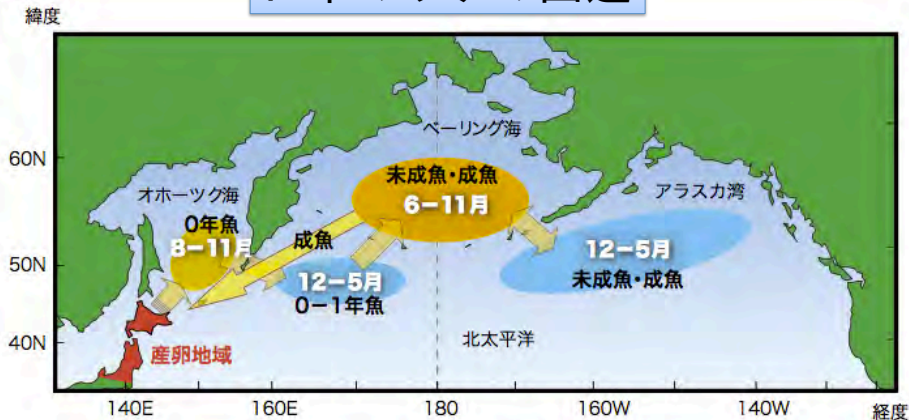 緯度
ベーリング海
60N
未成魚・成魚
6–11月
オホーツク海
アラスカ湾
0年魚
8–11月
成魚
12–5月
未成魚・成魚
50N
12–5月
0–1年魚
40N
北太平洋
産卵地域
140E
160E
180
160W
140W
経度